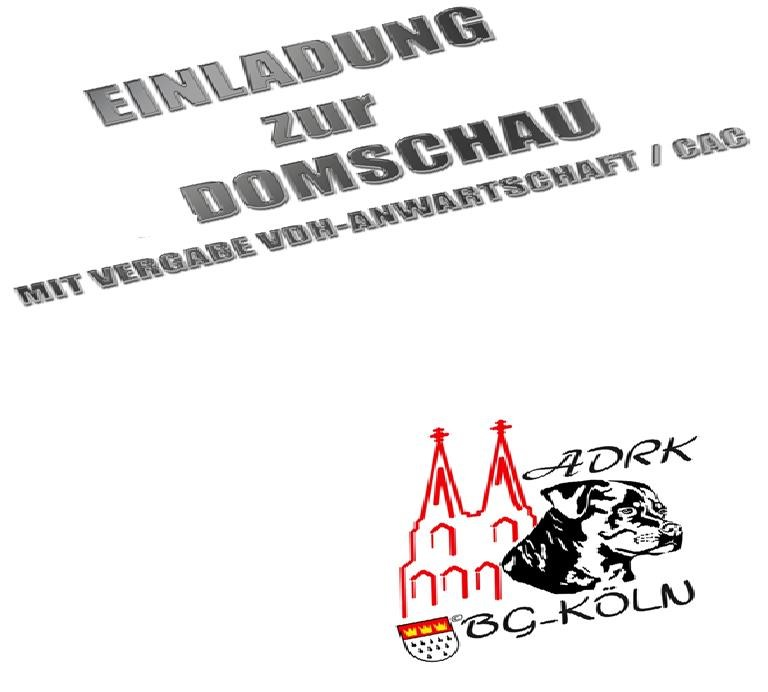 EINLADUNG
zur
DOMSCHAU
MIT VERGABE VDH-ANWARTSCHAFT / CAC
ADRK
©BG-KÖLN